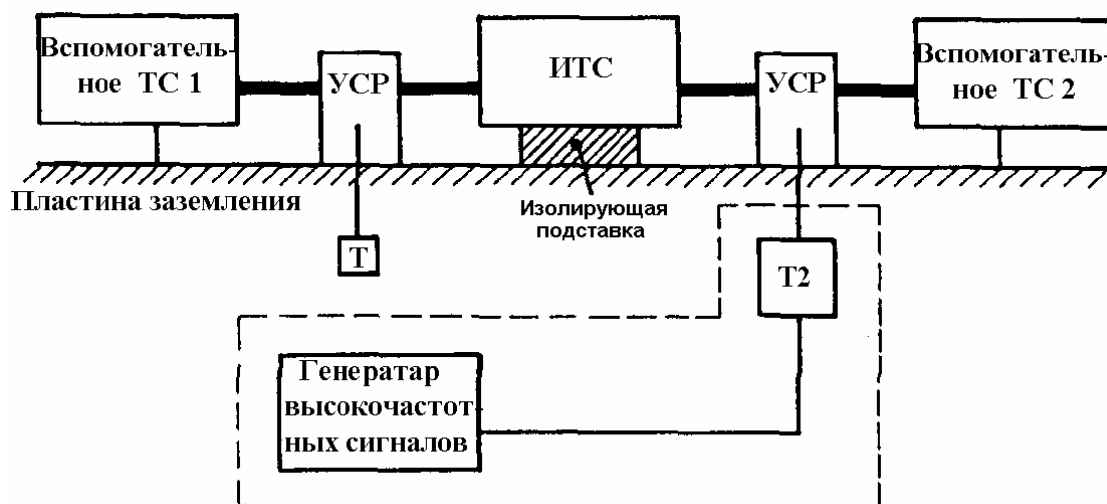 Вспомогатель-
ное ТС 1
УСР
ИТС
УСР
Вспомогатель-
ное ТС 2
Пластина заземления
Изолирующая
подставка
Т
Т2
Генератар
высокочастот-
ных сигналов